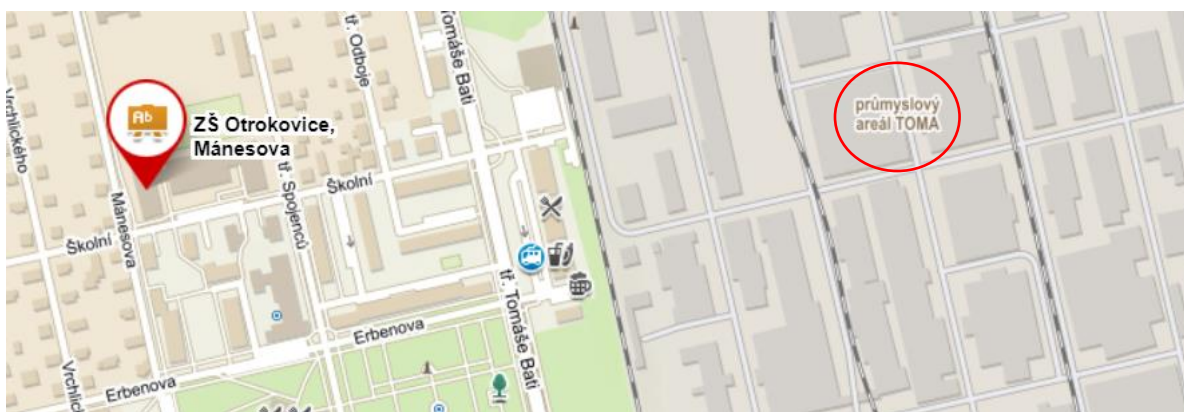 Vrchlického
Ab
ZŠ Otrokovice,
Mánesova
Mánesova
Školní
tř. Spojenců
Školní
tř. Odboje
Tomáše Bati
průmyslový
areál TOMA
tř. Tomáše Bati
Erbenova
Erbenova
Vrchlického